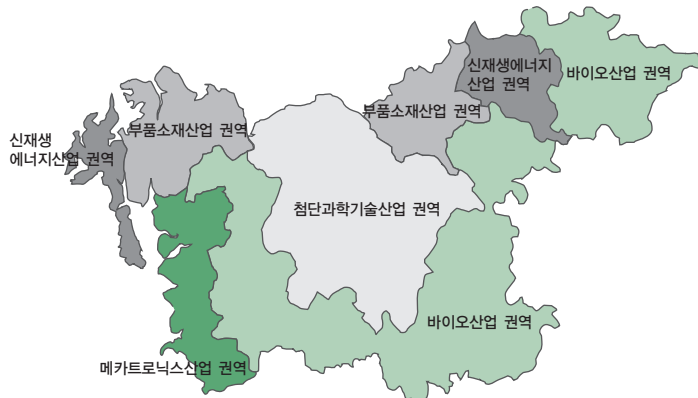 신재생에너지
산업 권역
바이오산업 권역
부품소재산업 권역
부품소재산업 권역
신재생
에너지산업 권역
첨단과학기술산업 권역
바이오산업 권역
메카트로닉스산업 권역